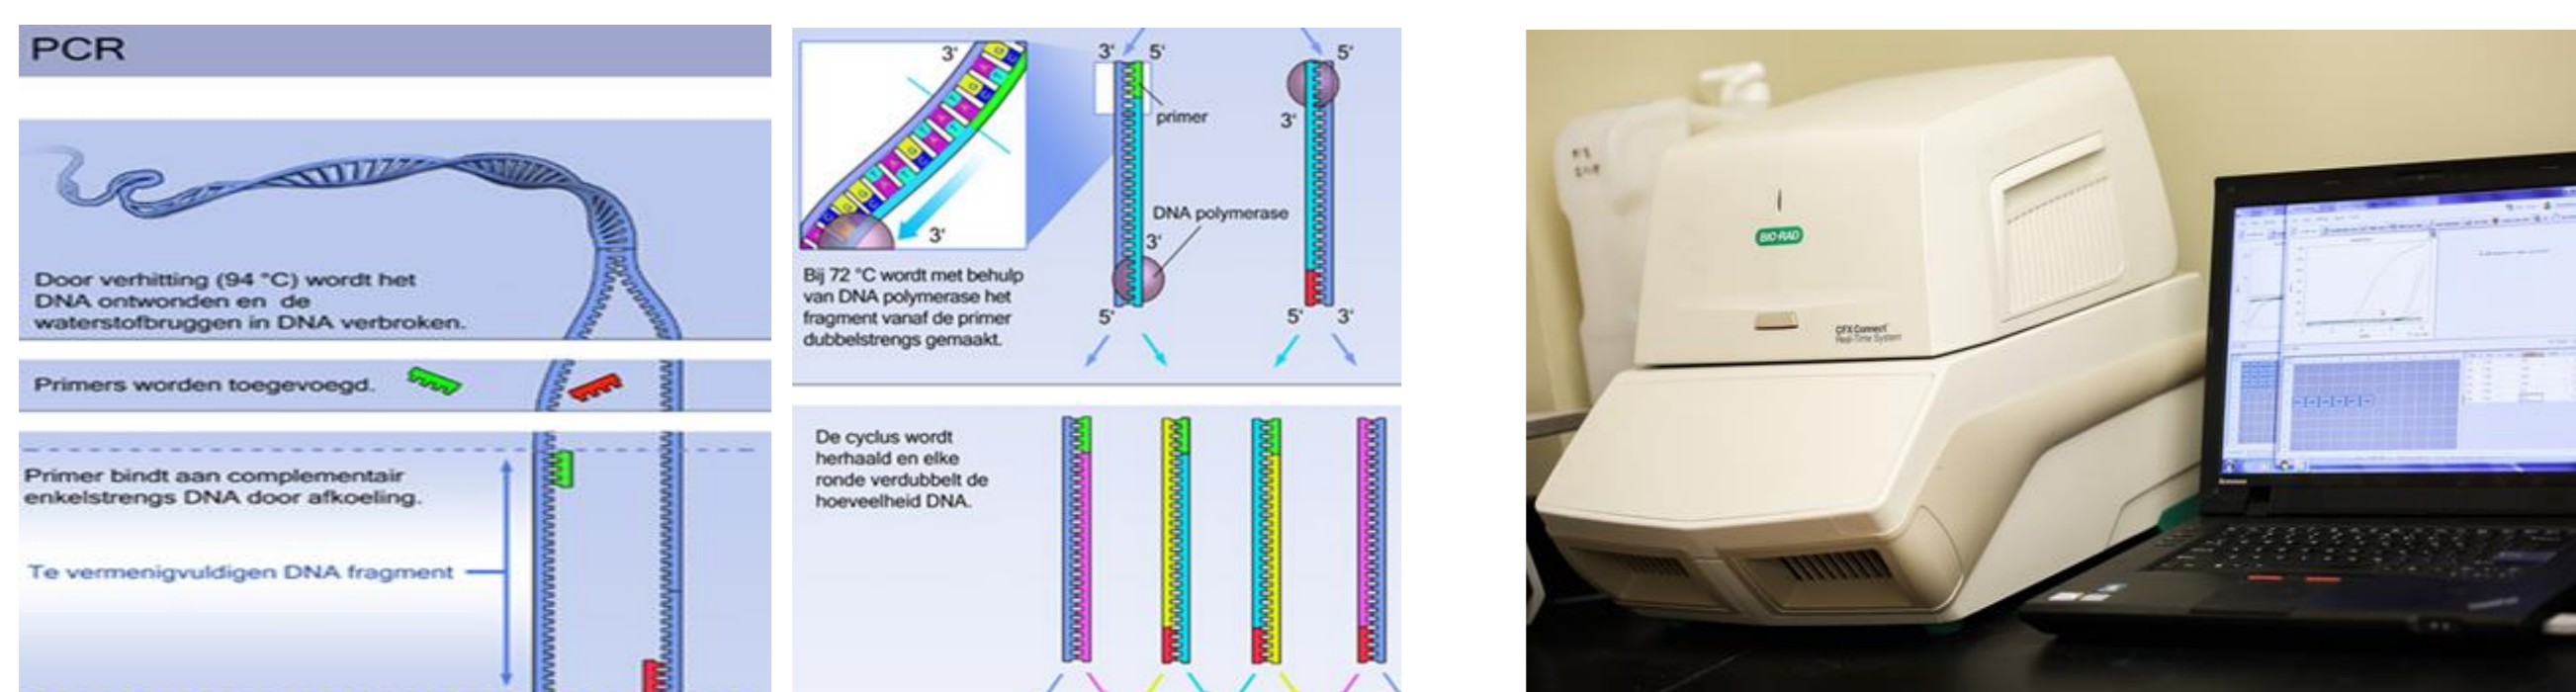 PCR
Door verhitting (94 °C) wordt het
DNA ontwonden en de
waterstofbruggen in DNA verbroken.
Primers worden toegevoegd.
Primer bindt aan complementair
enkelstrengs DNA door afkoeling.
Te vermenigvuldigen DNA fragment
3'
3'
Bij 72 °C wordt met behulp
van DNA polymerase het
fragment vanaf de primer
dubbelstrengs gemaakt.
3' 5'
primer
DNA polymerase
3'
5'
5'
3'
5' 3'
De cyclus wordt
herhaald en elke
ronde verdubbelt de
hoeveelheid DNA.
BIO-RAD
CFX Connect
Real-Time System